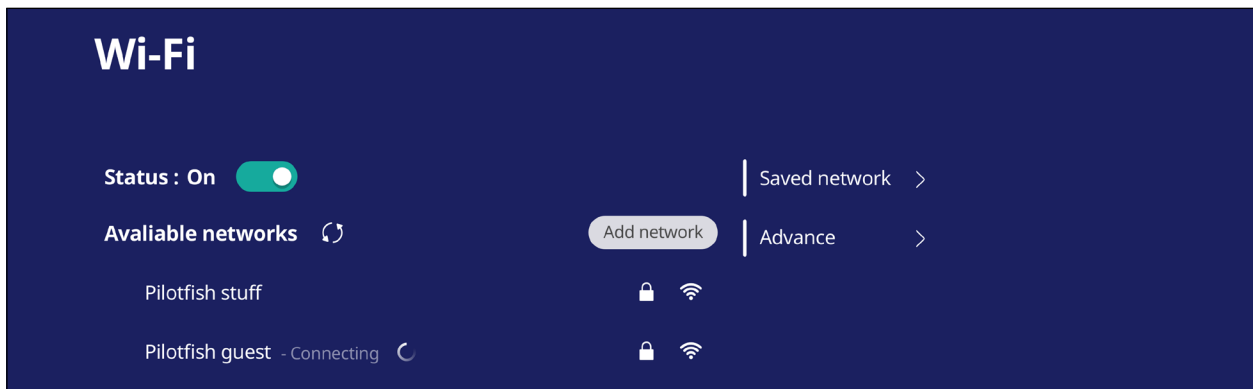 Wi-Fi
Status : On
Saved network
Avaliable networks
Add network
Advance
Pilotfish stuff
Pilotfish guest - Connecting